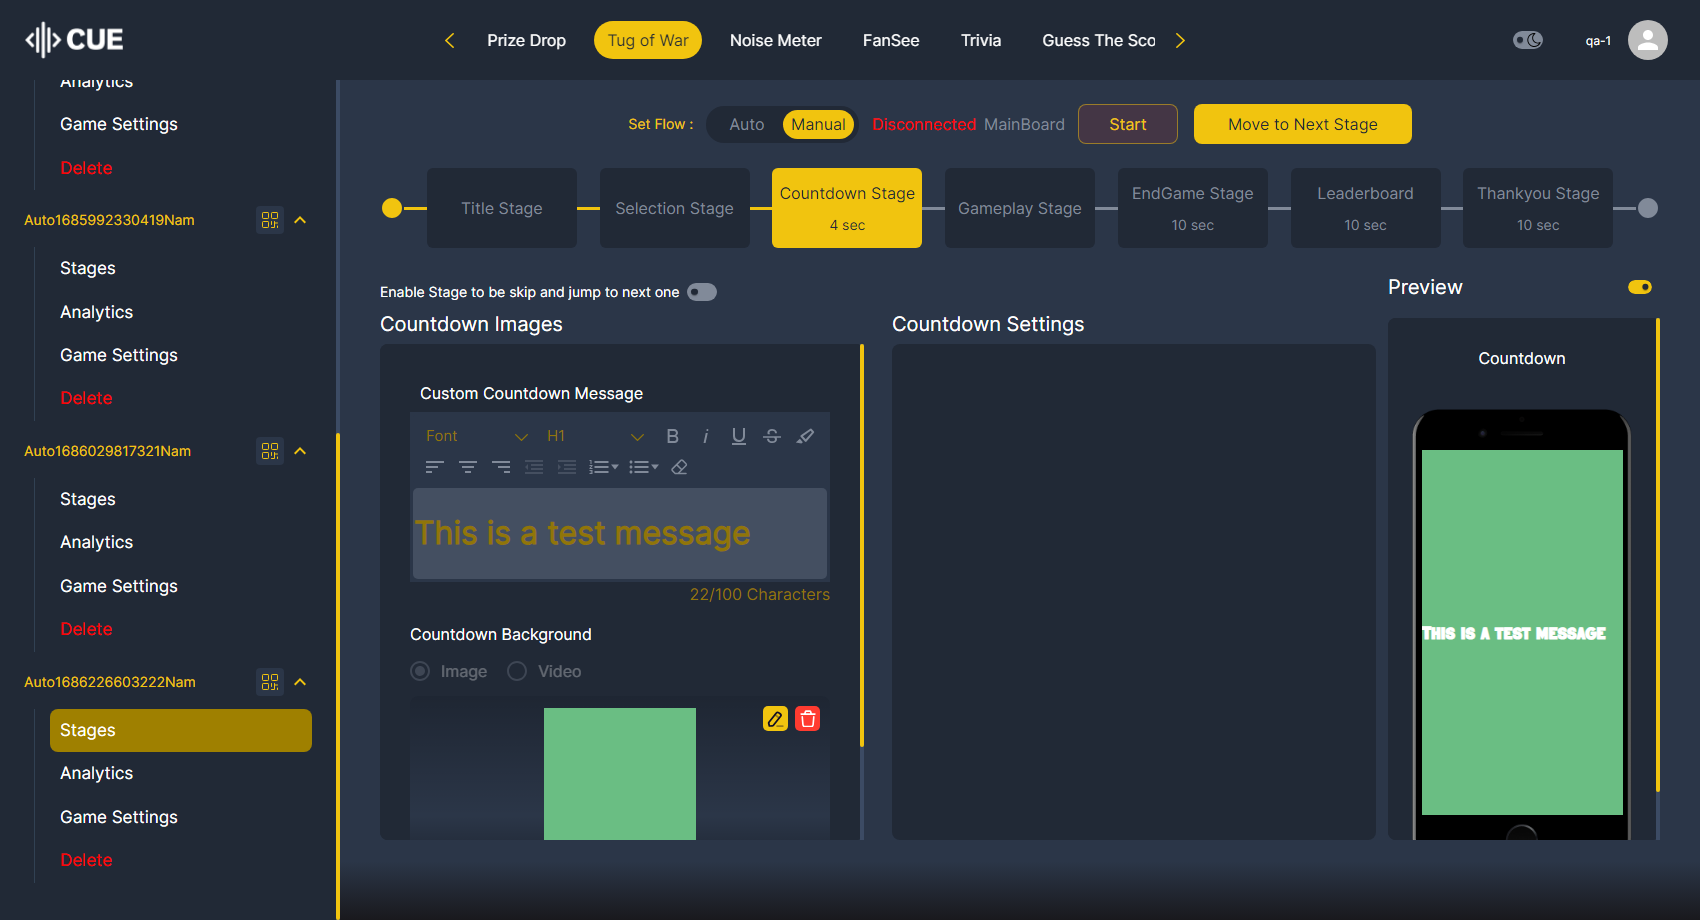 CUE
Prize Drop
Tug of War
Noise Meter
FanSee
Trivia
Guess The Sco
qa-1
Analytics
Game Settings
Delete
Auto1685992330419Nam
Stages
Analytics
Game Settings
Delete
Auto1686029817321Nam
Stages
Analytics
Game Settings
Delete
Auto1686226603222Nam
Stages
Analytics
Game Settings
Delete
Set Flow :
Auto
Manual
Disconnected MainBoard
Start
Move to Next Stage
Title Stage
Selection Stage
Countdown Stage
4 sec
Gameplay Stage
EndGame Stage
10 sec
Leaderboard
10 sec
Thankyou Stage
10 sec
Enable Stage to be skip and jump to next one
Countdown Images
Custom Countdown Message
Font
H1
B i U S
This is a test message
22/100 Characters
Countdown Background
Image
Video
Countdown Settings
Preview
Countdown
This is a test message